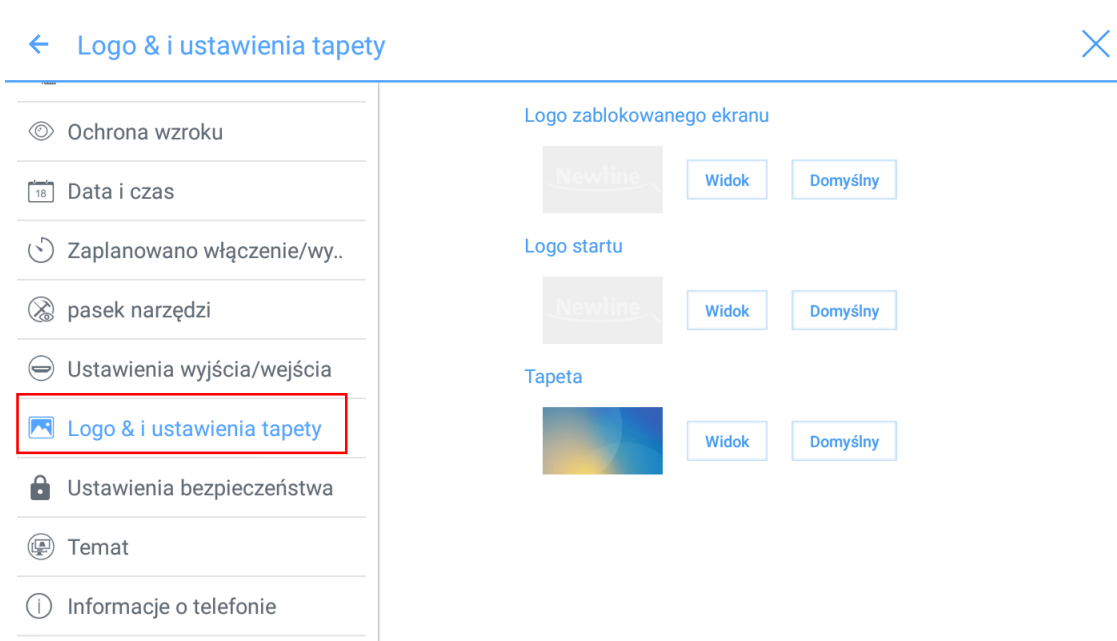 Logo & i ustawienia tapety
Ochrona wzroku
18
Data i czas
Zaplanowano włączenie/wy..
pasek narzędzi
Ustawienia wyjścia/wejścia
Logo & i ustawienia tapety
Ustawienia bezpieczeństwa
Temat
Informacje o telefonie
Logo zablokowanego ekranu
Newline
Widok
Domyślny
Logo startu
Newline
Widok
Domyślny
Tapeta
Widok
Domyślny